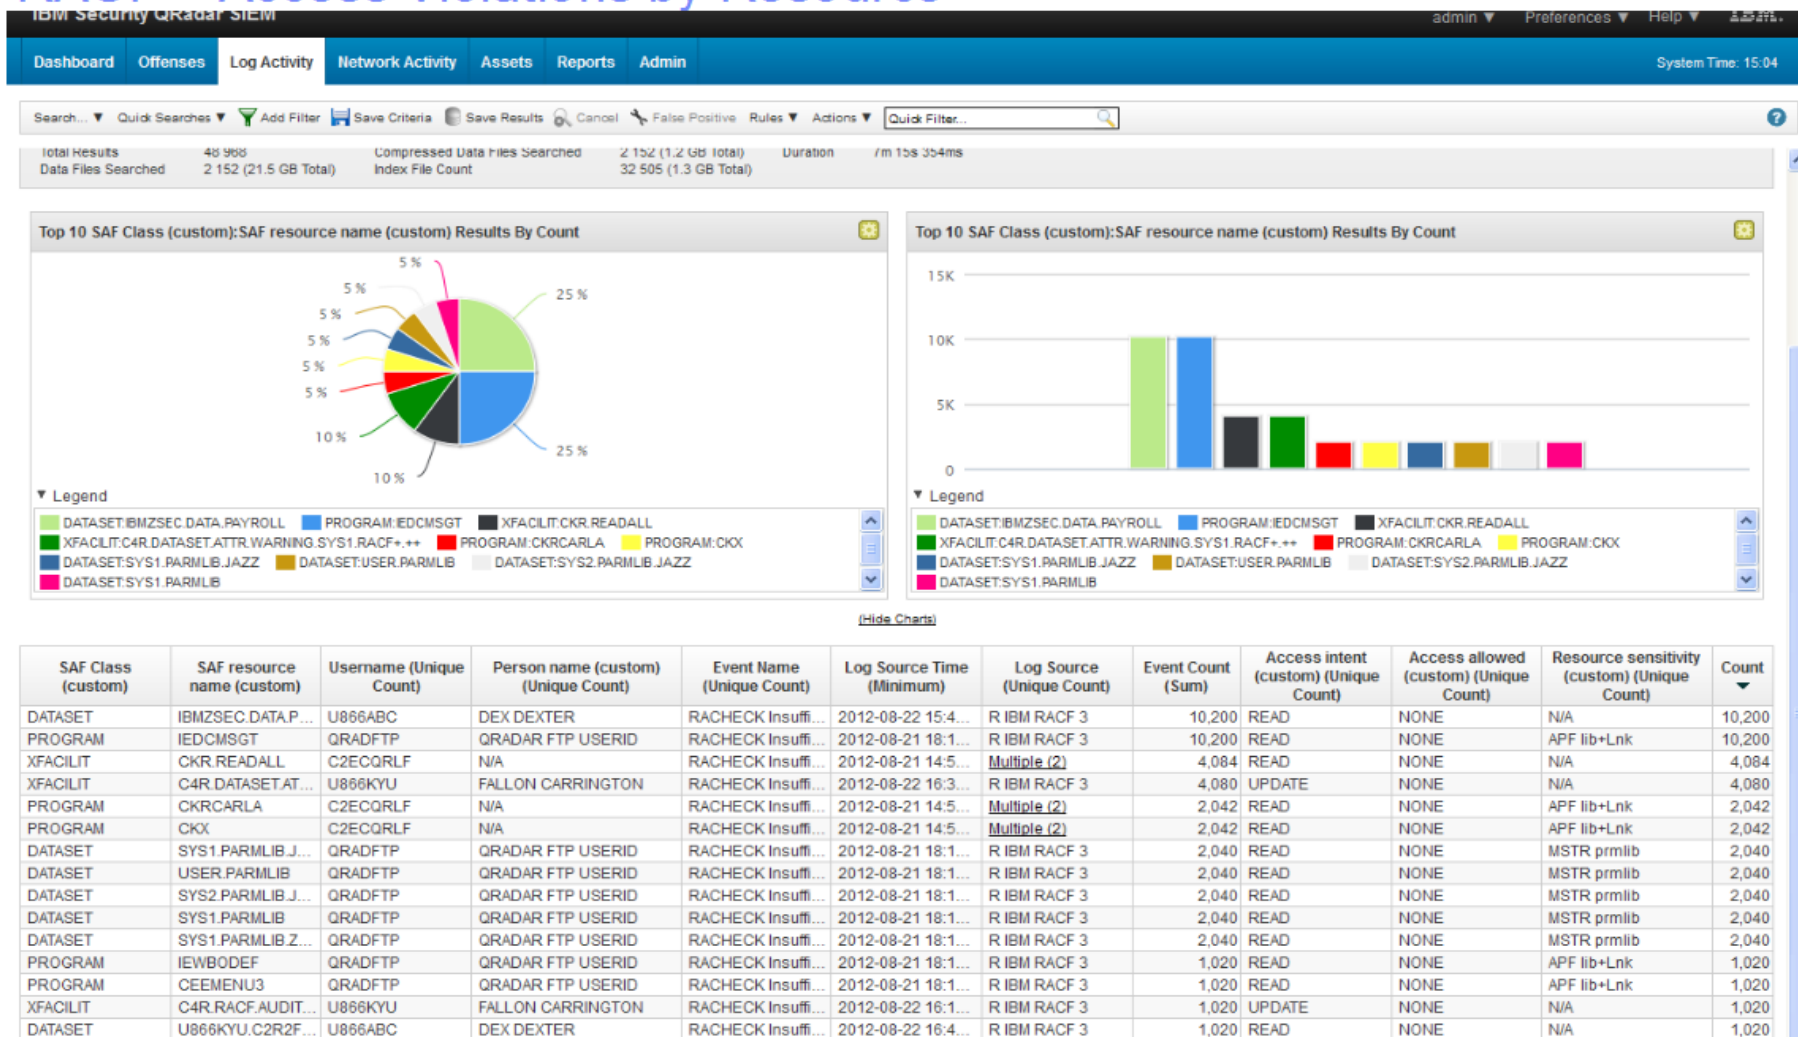 RACF - Access Violations by Resource
IBM Security QRadar SIEM admin ▼ Preferences ▼ Help ▼ IBM.
Dashboard Offenses Log Activity Network Activity Assets Reports Admin System Time: 15:04
Search... ▼ Quick Searches ▼ Add Filter Save Criteria Save Results Cancel False Positive Rules ▼ Actions ▼ Quick Filter... ?
Total Results 48 968 Compressed Data Files Searched 2 152 (1.2 GB Total) Duration 7m 15s 354ms
Data Files Searched 2 152 (21.5 GB Total) Index File Count 32 505 (1.3 GB Total)
Top 10 SAF Class (custom):SAF resource name (custom) Results By Count
5 %
5 % 25 %
5 %
5 %
5 %
5 %
10 %
25 %
10 %
▼ Legend
DATASET:IBMZSEC.DATA.PAYROLL PROGRAM:IEDCMSGT XFACILIT:CKR.READALL
XFACILIT:C4R.DATASET.ATTR.WARNING.SYS1.RACF+.++ PROGRAM:CKRCARLA PROGRAM:CKX
DATASET:SYS1.PARMLIB.JAZZ DATASET:USER.PARMLIB DATASET:SYS2.PARMLIB.JAZZ
DATASET:SYS1.PARMLIB
Top 10 SAF Class (custom):SAF resource name (custom) Results By Count
15K
10K
5K
0
▼ Legend
DATASET:IBMZSEC.DATA.PAYROLL PROGRAM:IEDCMSGT XFACILIT:CKR.READALL
XFACILIT:C4R.DATASET.ATTR.WARNING.SYS1.RACF+.++ PROGRAM:CKRCARLA PROGRAM:CKX
DATASET:SYS1.PARMLIB.JAZZ DATASET:USER.PARMLIB DATASET:SYS2.PARMLIB.JAZZ
DATASET:SYS1.PARMLIB
(Hide Charts)
SAF Class (custom) SAF resource name (custom) Username (Unique Count) Person name (custom) (Unique Count) Event Name (Unique Count) Log Source Time (Minimum) Log Source (Unique Count) Event Count (Sum) Access intent (custom) (Unique Count) Access allowed (custom) (Unique Count) Resource sensitivity (custom) (Unique Count) Count ▼
DATASET IBMZSEC.DATA.P... U866ABC DEX DEXTER RACHECK Insuffi... 2012-08-22 15:4... R IBM RACF 3 10,200 READ NONE N/A 10,200
PROGRAM IEDCMSGT QRADFTP QRADAR FTP USERID RACHECK Insuffi... 2012-08-21 18:1... R IBM RACF 3 10,200 READ NONE APF lib+Lnk 10,200
XFACILIT CKR.READALL C2ECQRLF N/A RACHECK Insuffi... 2012-08-21 14:5... Multiple (2) 4,084 READ NONE N/A 4,084
XFACILIT C4R.DATASET.AT... U866KYU FALLON CARRINGTON RACHECK Insuffi... 2012-08-22 16:3... R IBM RACF 3 4,080 UPDATE NONE N/A 4,080
PROGRAM CKRCARLA C2ECQRLF N/A RACHECK Insuffi... 2012-08-21 14:5... Multiple (2) 2,042 READ NONE APF lib+Lnk 2,042
PROGRAM CKX C2ECQRLF N/A RACHECK Insuffi... 2012-08-21 14:5... Multiple (2) 2,042 READ NONE APF lib+Lnk 2,042
DATASET SYS1.PARMLIB.J... QRADFTP QRADAR FTP USERID RACHECK Insuffi... 2012-08-21 18:1... R IBM RACF 3 2,040 READ NONE MSTR prmlib 2,040
DATASET USER.PARMLIB QRADFTP QRADAR FTP USERID RACHECK Insuffi... 2012-08-21 18:1... R IBM RACF 3 2,040 READ NONE MSTR prmlib 2,040
DATASET SYS2.PARMLIB.J... QRADFTP QRADAR FTP USERID RACHECK Insuffi... 2012-08-21 18:1... R IBM RACF 3 2,040 READ NONE MSTR prmlib 2,040
DATASET SYS1.PARMLIB QRADFTP QRADAR FTP USERID RACHECK Insuffi... 2012-08-21 18:1... R IBM RACF 3 2,040 READ NONE MSTR prmlib 2,040
DATASET SYS1.PARMLIB.Z... QRADFTP QRADAR FTP USERID RACHECK Insuffi... 2012-08-21 18:1... R IBM RACF 3 2,040 READ NONE MSTR prmlib 2,040
PROGRAM IEWBODEF QRADFTP QRADAR FTP USERID RACHECK Insuffi... 2012-08-21 18:1... R IBM RACF 3 1,020 READ NONE APF lib+Lnk 1,020
PROGRAM CEEMENU3 QRADFTP QRADAR FTP USERID RACHECK Insuffi... 2012-08-21 18:1... R IBM RACF 3 1,020 READ NONE APF lib+Lnk 1,020
XFACILIT C4R.RACF.AUDIT... U866KYU FALLON CARRINGTON RACHECK Insuffi... 2012-08-22 16:1... R IBM RACF 3 1,020 UPDATE NONE N/A 1,020
DATASET U866KYU.C2R2F... U866ABC DEX DEXTER RACHECK Insuffi... 2012-08-22 16:4... R IBM RACF 3 1,020 READ NONE N/A 1,020